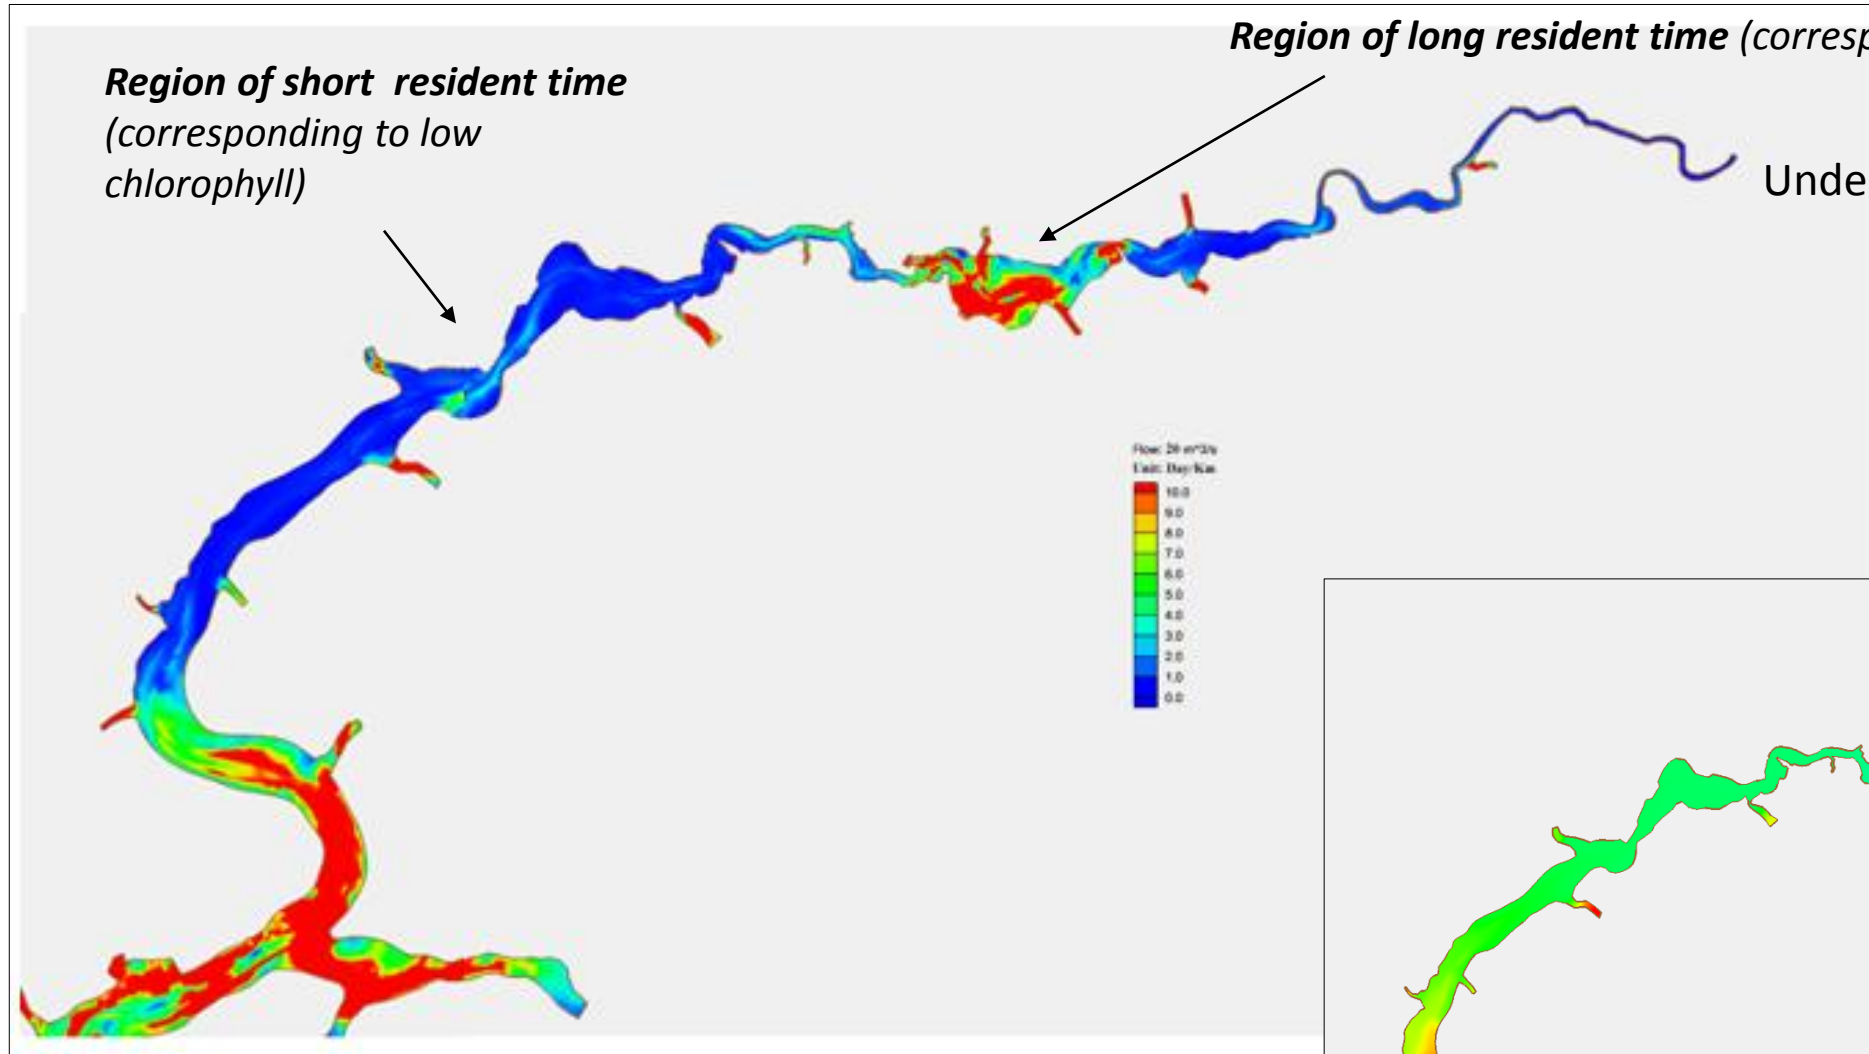 Region of long resident time (corresp
Region of short resident time
(corresponding to low
chlorophyll)
Unde
Flow: 20 m^3/s
Unit: Day/Km
10.0
9.0
8.0
7.0
6.0
5.0
4.0
3.0
2.0
1.0
0.0